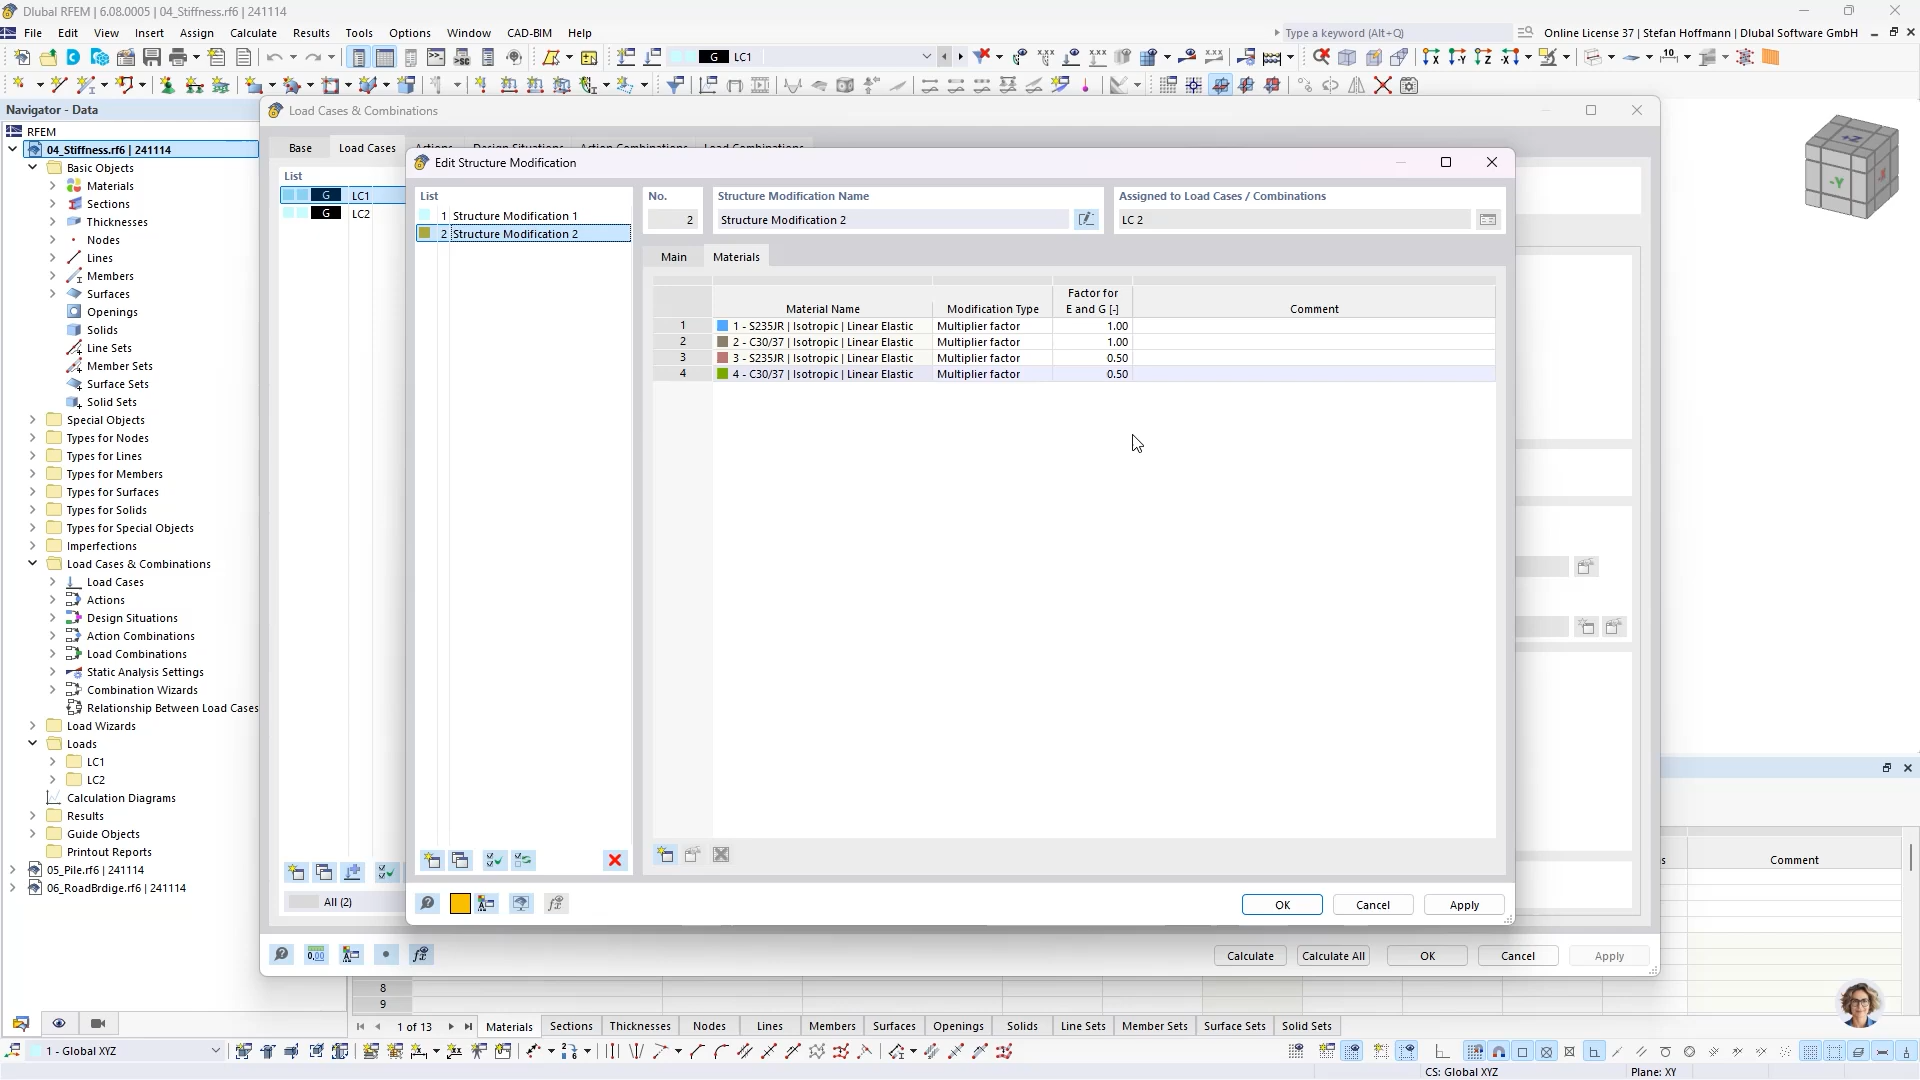 Dlubal RFEM | 6.08.0005 | 04_Stiffness.rf6 | 241114
File Edit View Insert Assign Calculate Results Tools Options Window CAD-BIM Help
Type a keyword (Alt+Q)
Online License 37 | Stefan Hoffmann | Dlubal Software GmbH
G LC1
Navigator - Data
RFEM
04_Stiffness.rf6 | 241114
Basic Objects
Materials
Sections
Thicknesses
Nodes
Lines
Members
Surfaces
Openings
Solids
Line Sets
Member Sets
Surface Sets
Solid Sets
Special Objects
Types for Nodes
Types for Lines
Types for Members
Types for Surfaces
Types for Solids
Types for Special Objects
Imperfections
Load Cases & Combinations
Load Cases
Actions
Design Situations
Action Combinations
Load Combinations
Static Analysis Settings
Combination Wizards
Relationship Between Load Cases
Load Wizards
Loads
LC1
LC2
Calculation Diagrams
Results
Guide Objects
Printout Reports
05_Pile.rf6 | 241114
06_RoadBrdige.rf6 | 241114
1 - Global XYZ
Load Cases & Combinations
Base Load Cases Actions Design Situations Action Combinations Load Combinations
List
G LC1
G LC2
All (2)
Edit Structure Modification
List
1 Structure Modification 1
2 Structure Modification 2
No.
2
Structure Modification Name
Structure Modification 2
Assigned to Load Cases / Combinations
LC 2
Main Materials
Material Name Modification Type Factor for E and G [-] Comment
1 1 - S235JR | Isotropic | Linear Elastic Multiplier factor 1.00
2 2 - C30/37 | Isotropic | Linear Elastic Multiplier factor 1.00
3 3 - S235JR | Isotropic | Linear Elastic Multiplier factor 0.50
4 4 - C30/37 | Isotropic | Linear Elastic Multiplier factor 0.50
OK Cancel Apply
Calculate Calculate All OK Cancel Apply
Comment
8
9
1 of 13 Materials Sections Thicknesses Nodes Lines Members Surfaces Openings Solids Line Sets Member Sets Surface Sets Solid Sets
CS: Global XYZ Plane: XY
+Z
-Y